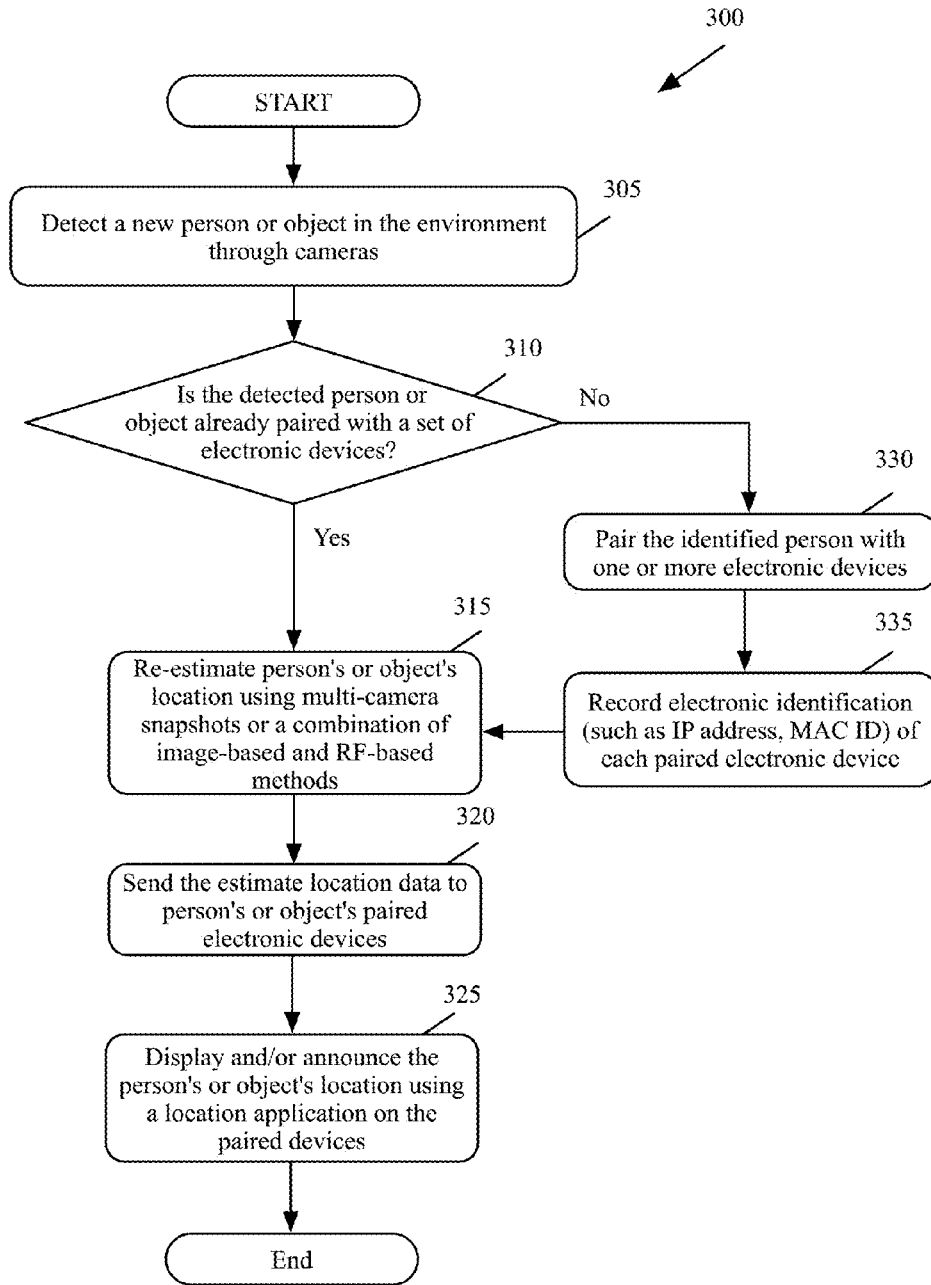 300
START
305
Detect a new person or object in the environment
through cameras
310
Is the detected person or
object already paired with a set of
electronic devices?
No
Yes
330
Pair the identified person with
one or more electronic devices
335
Record electronic identification
(such as IP address, MAC ID) of
each paired electronic device
315
Re-estimate person's or object's
location using multi-camera
snapshots or a combination of
image-based and RF-based
methods
320
Send the estimate location data to
person's or object's paired
electronic devices
325
Display and/or announce the
person's or object's location using
a location application on the
paired devices
End